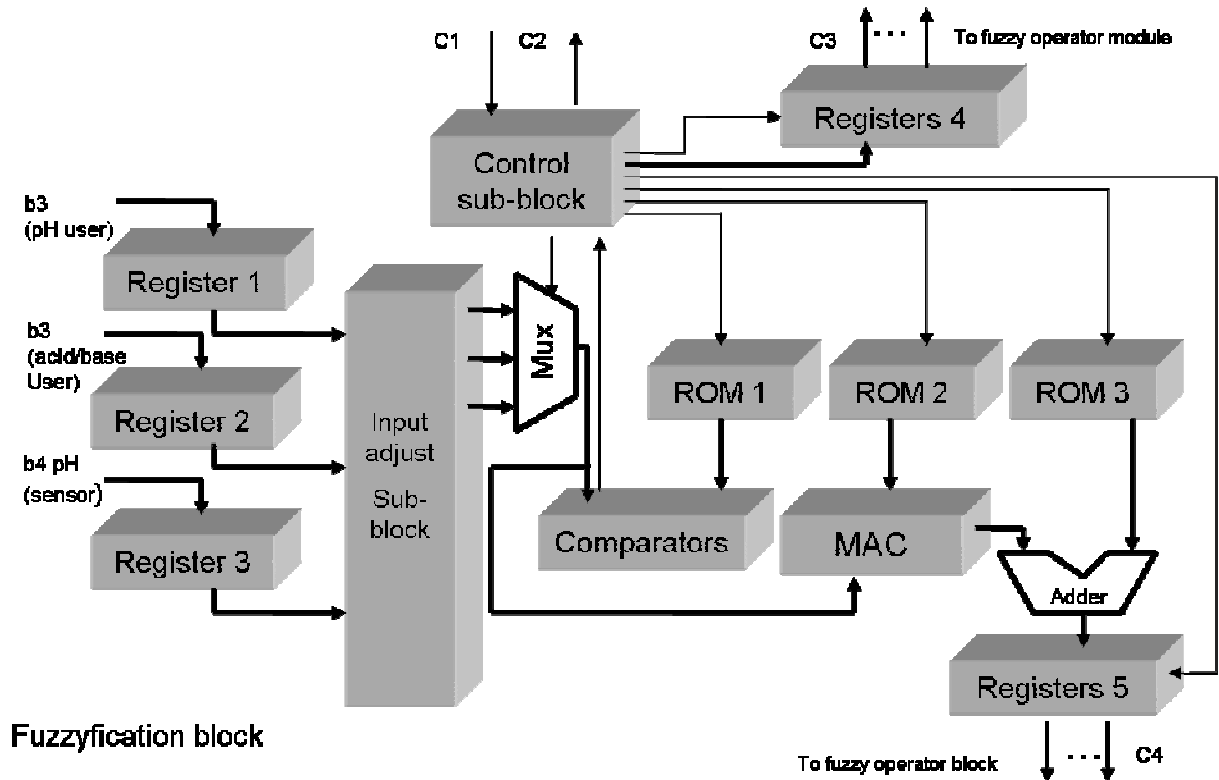 C1
C2
C3
...
To fuzzy operator module
Registers 4
Control
sub-block
b3
(pH user)
Register 1
b3
(acid/base
User)
Register 2
b4 pH
(sensor}
Register 3
Input
adjust
Sub-
block
Mux
ROM 1
ROM 2
ROM 3
Comparators
MAC
Adder
Registers 5
Fuzzyfication block
To fuzzy operator block
...
C4